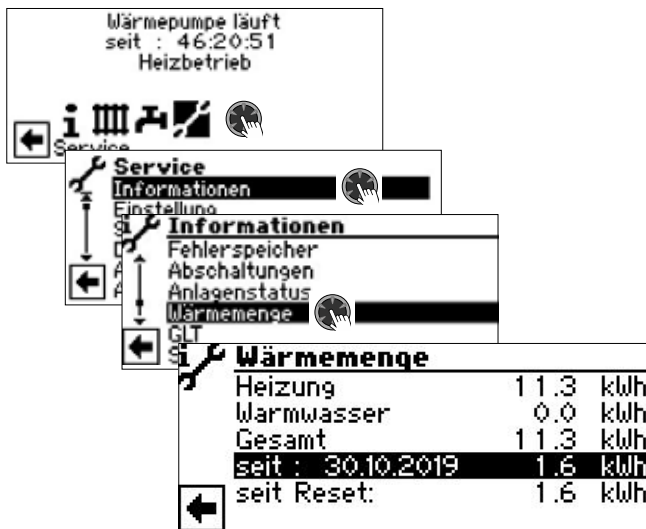 Wärmepumpe läuft
seit : 46:20:51
Heizbetrieb
Service
Service
Informationen
Einstellung
Informationen
Fehlerspeicher
Abschaltungen
Anlagenstatus
Wärmemenge
GLT
Wärmemenge
Heizung 11.3 kWh
Warmwasser 0.0 kWh
Gesamt 11.3 kWh
seit : 30.10.2019 1.6 kWh
seit Reset: 1.6 kWh